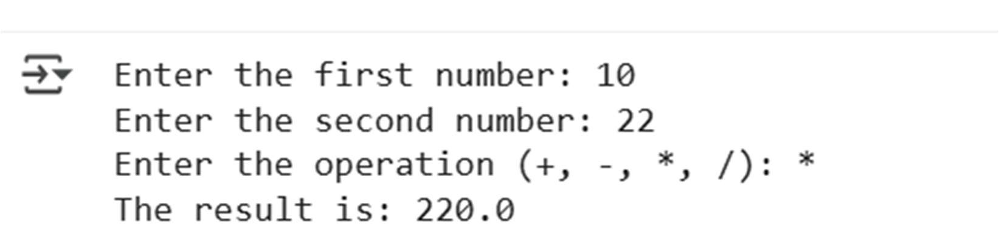 Enter the first number: 10
Enter the second number: 22
Enter the operation (+, -, *, /): *
The result is: 220.0